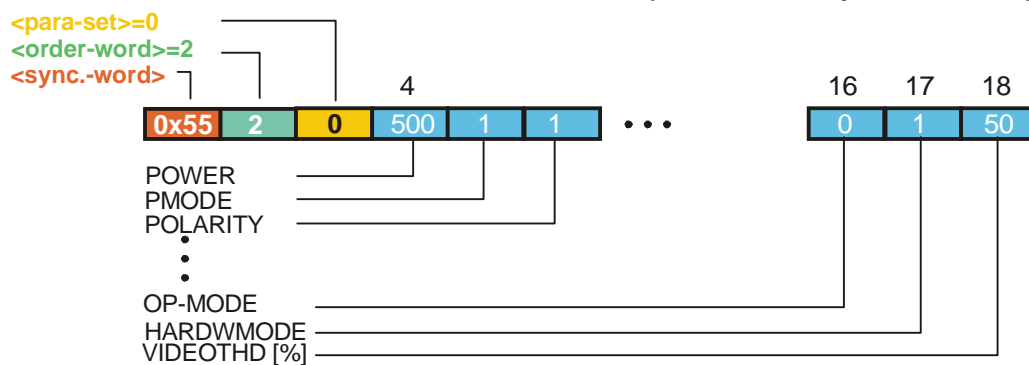 <para-set>=0
<order-word>=2
<sync.-word>
4 16 17 18
0x55 2 0 500 1 1 • • • 0 1 50
POWER
PMODE
POLARITY
OP-MODE
HARDWMODE
VIDEOTHD [%]